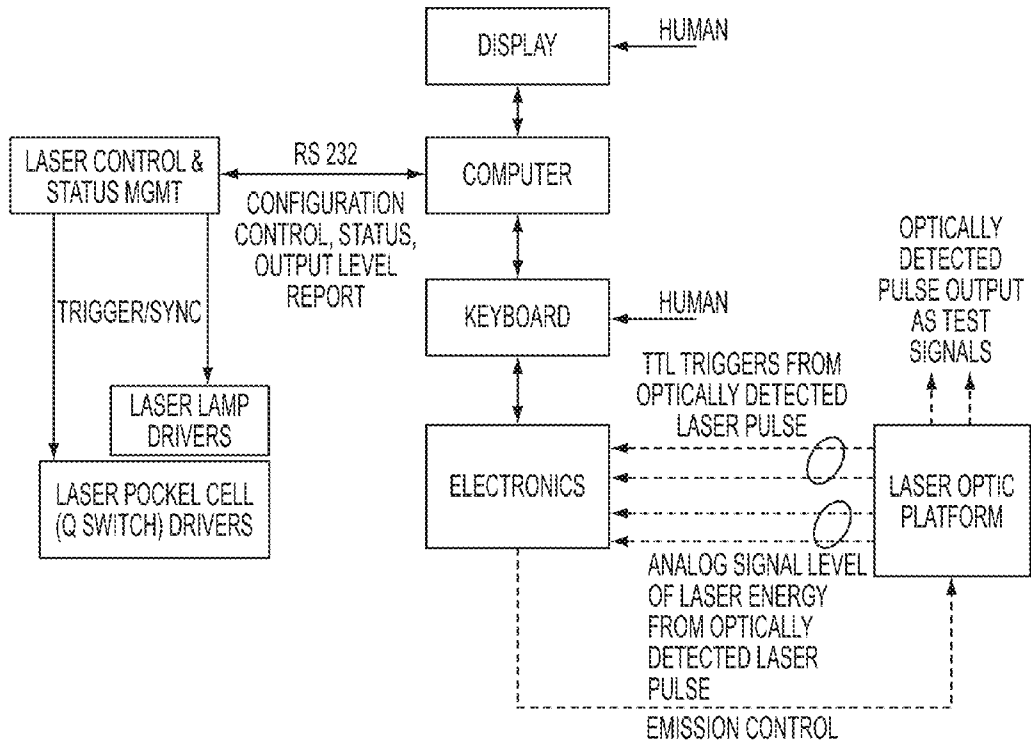 DISPLAY
HUMAN
LASER CONTROL &
STATUS MGMT
RS 232
COMPUTER
CONFIGURATION
CONTROL, STATUS,
OUTPUT LEVEL
REPORT
OPTICALLY
DETECTED
PULSE OUTPUT
AS TEST
SIGNALS
TRIGGER/SYNC
KEYBOARD
HUMAN
TTL TRIGGERS FROM
OPTICALLY DETECTED
LASER PULSE
LASER LAMP
DRIVERS
LASER POCKEL CELL
(Q SWITCH) DRIVERS
ELECTRONICS
LASER OPTIC
PLATFORM
ANALOG SIGNAL LEVEL
OF LASER ENERGY
FROM OPTICALLY
DETECTED LASER
PULSE
EMISSION CONTROL